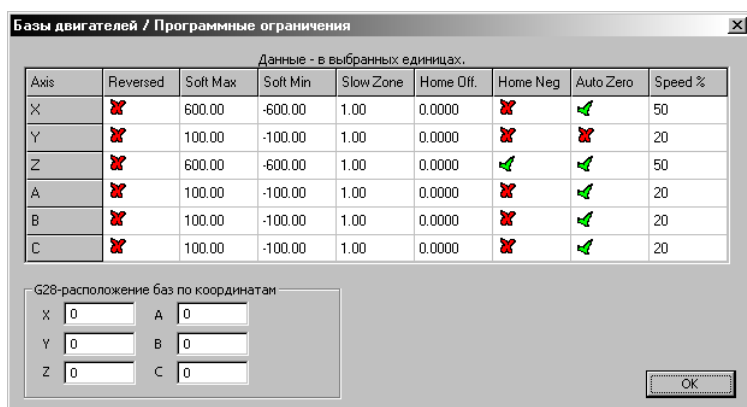 Базы двигателей / Программные ограничения
Данные - в выбранных единицах.
Axis Reversed Soft Max Soft Min Slow Zone Home Off. Home Neg Auto Zero Speed %
X 600.00 -600.00 1.00 0.0000 50
Y 100.00 -100.00 1.00 0.0000 20
Z 600.00 -600.00 1.00 0.0000 50
A 100.00 -100.00 1.00 0.0000 20
B 100.00 -100.00 1.00 0.0000 20
C 100.00 -100.00 1.00 0.0000 20
G28-расположение баз по координатам
X 0 A 0
Y 0 B 0
Z 0 C 0
OK